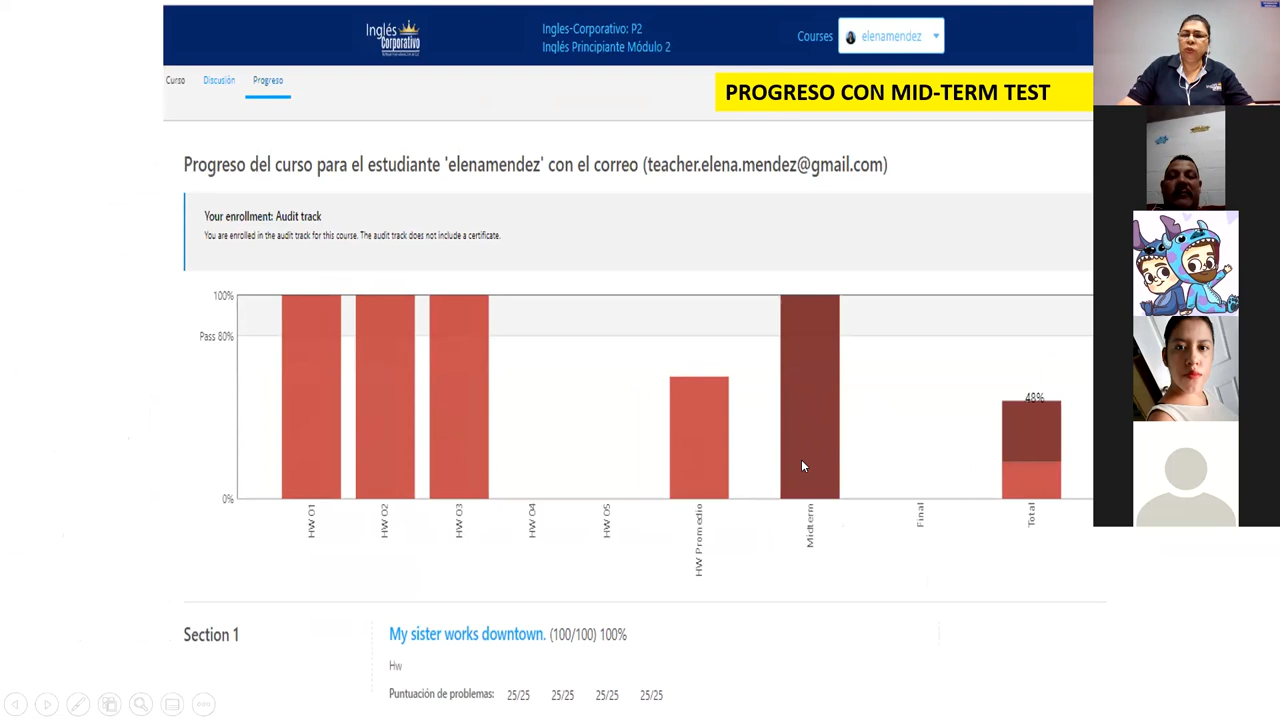 Inglés
Corporativo
Ingles-Corporativo: P2
Inglés Principiante Módulo 2
Courses
elenamendez
Curso
Discusión
Progreso
PROGRESO CON MID-TERM TEST
Progreso del curso para el estudiante 'elenamendez' con el correo (teacher.elena.mendez@gmail.com)
Your enrollment: Audit track
You are enrolled in the audit track for this course. The audit track does not include a certificate.
100%
Pass 80%
48%
0%
HW 01
HW 02
HW 03
HW 04
HW 05
HW Promedio
Midterm
Final
Total
Section 1
My sister works downtown. (100/100) 100%
Hw
Puntuación de problemas: 25/25 25/25 25/25 25/25